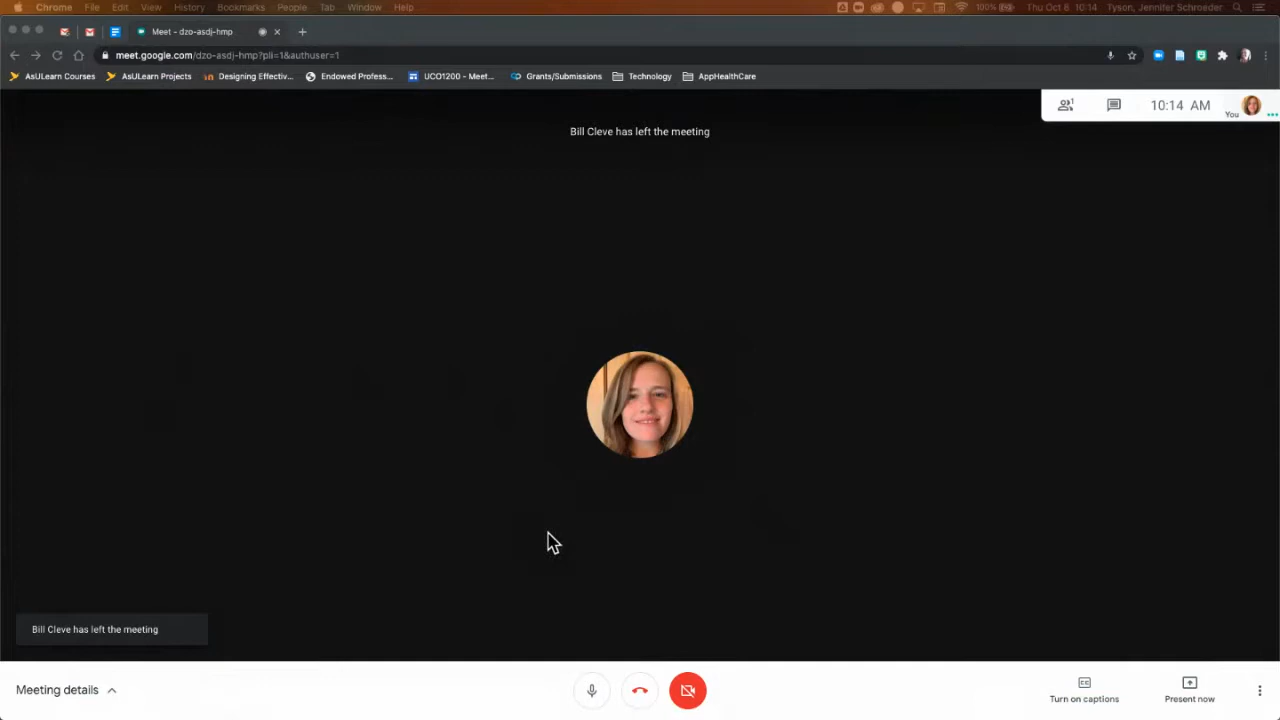 Chrome File Edit View History Bookmarks People Tab Window Help 100% Thu Oct 8 10:14 Tyson, Jennifer Schroeder
Meet - dzo-asdj-hmp
meet.google.com/dzo-asdj-hmp?pli=1&authuser=1
AsULearn Courses AsULearn Projects Designing Effectiv... Endowed Profess... UCO1200 - Meet... Grants/Submissions Technology AppHealthCare
1 10:14 AM
You
Bill Cleve has left the meeting
Bill Cleve has left the meeting
Meeting details
Turn on captions Present now